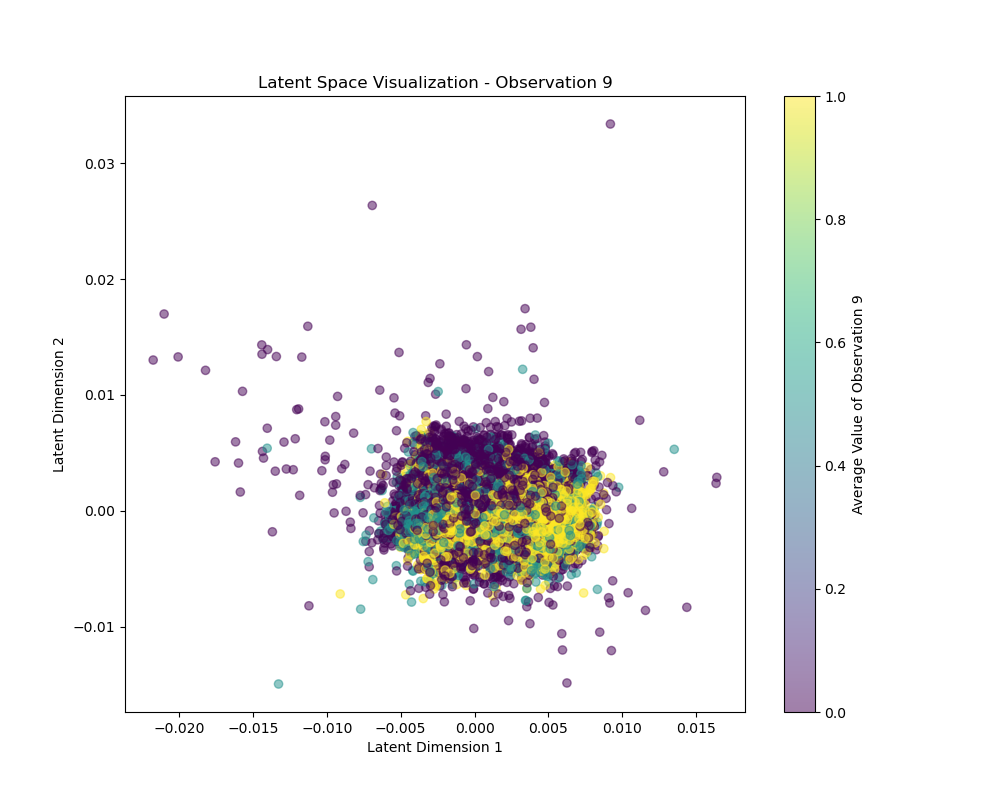 Latent Space Visualization - Observation 9
Latent Dimension 2
0.03
0.02
0.01
0.00
−0.01
−0.020 −0.015 −0.010 −0.005 0.000 0.005 0.010 0.015
Latent Dimension 1
1.0
0.8
0.6
0.4
0.2
0.0
Average Value of Observation 9